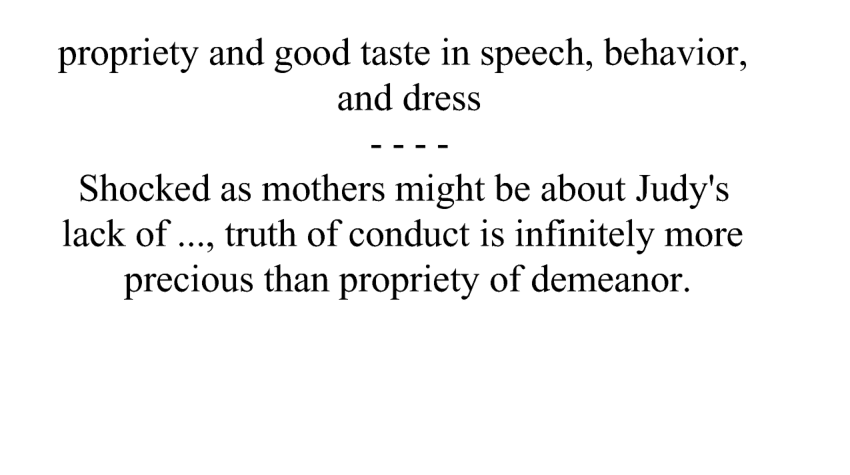 propriety and good taste in speech, behavior,
and dress
- - - -
Shocked as mothers might be about Judy's
lack of ..., truth of conduct is infinitely more
precious than propriety of demeanor.